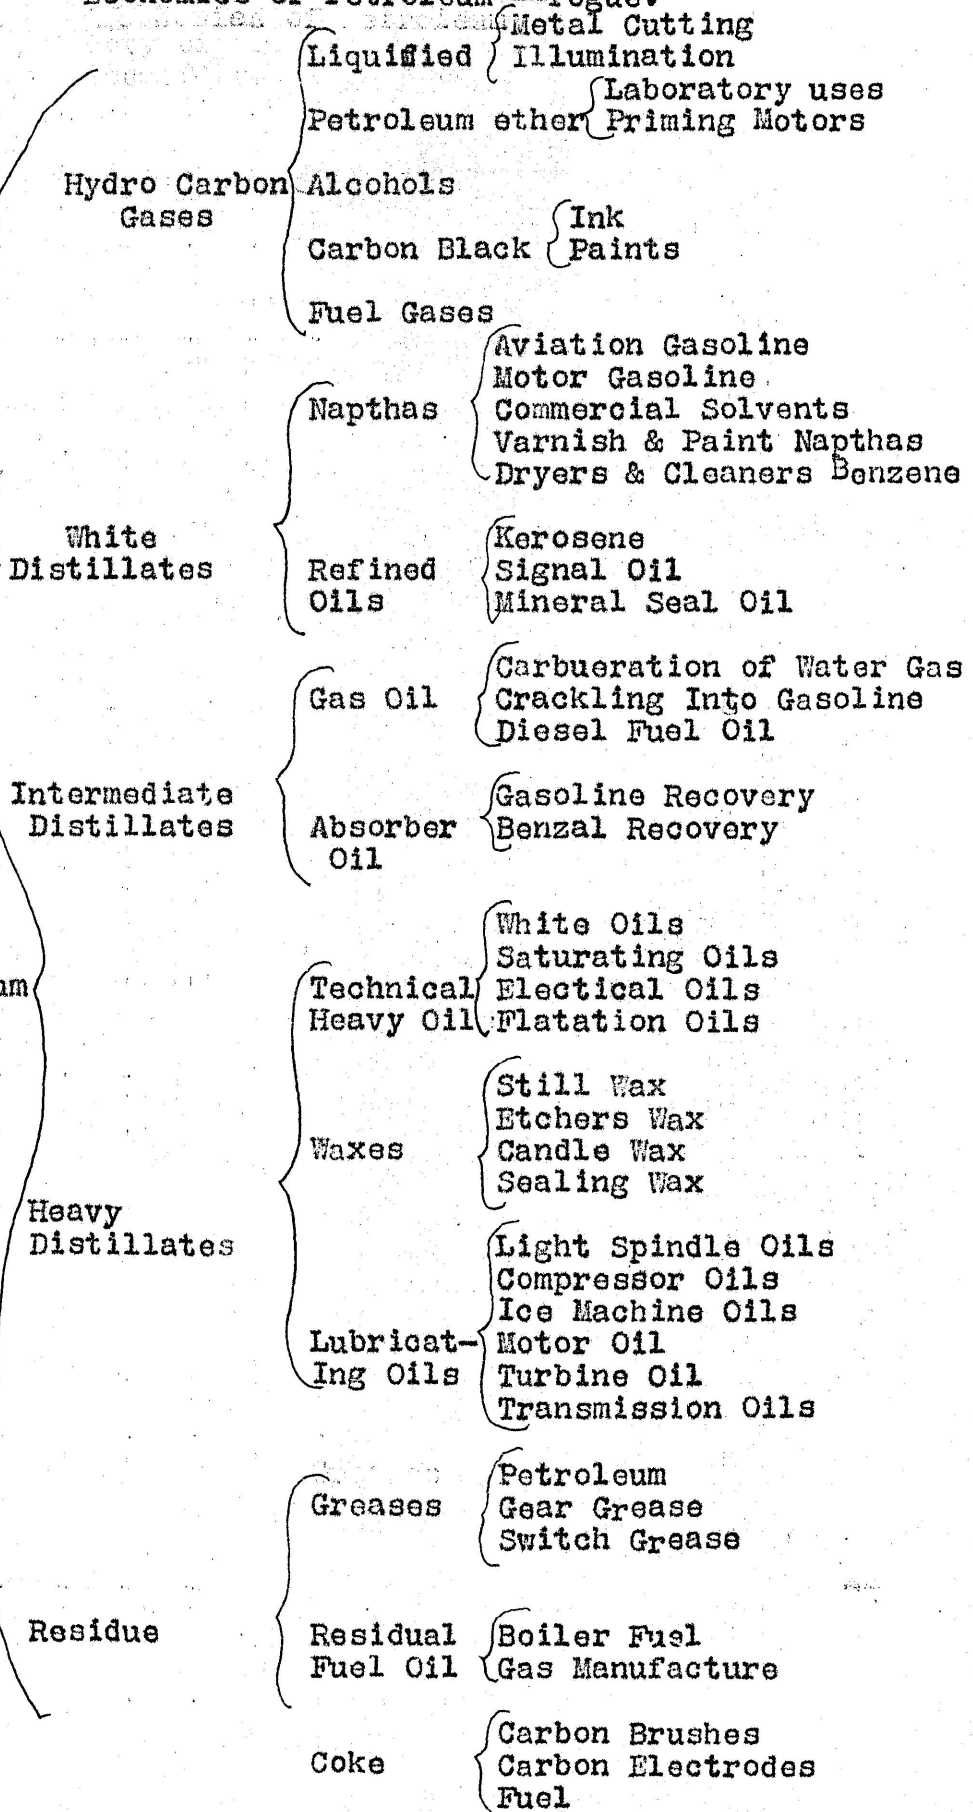 Economics of Petroleum
Metal Cutting
Liquified Illumination
Laboratory uses
Petroleum ether Priming Motors
Hydro Carbon Alcohols
Gases Ink
Carbon Black Paints
Fuel Gases
Aviation Gasoline
Motor Gasoline
Napthas Commercial Solvents
Varnish & Paint Napthas
Dryers & Cleaners Benzene
White Kerosene
Distillates Refined Signal Oil
Oils Mineral Seal Oil
Carbueration of Water Gas
Gas Oil Crackling Into Gasoline
Diesel Fuel Oil
Intermediate Gasoline Recovery
Distillates Absorber Benzal Recovery
Oil
White Oils
Saturating Oils
Technical Electical Oils
Heavy Oil Flatation Oils
Still Wax
Etchers Wax
Waxes Candle Wax
Sealing Wax
Heavy
Distillates Light Spindle Oils
Compressor Oils
Ice Machine Oils
Lubricat- Motor Oil
Ing Oils Turbine Oil
Transmission Oils
Petroleum
Greases Gear Grease
Switch Grease
Residue Residual Boiler Fuel
Fuel Oil Gas Manufacture
Carbon Brushes
Coke Carbon Electrodes
Fuel